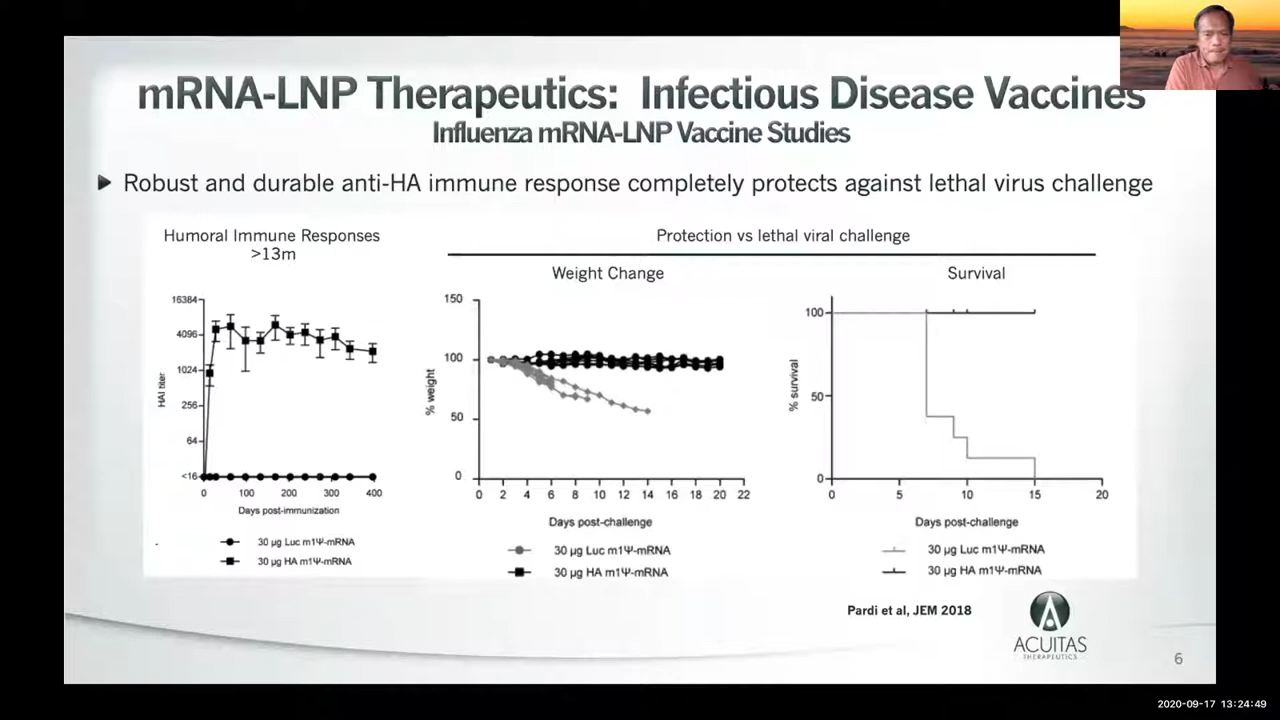 mRNA-LNP Therapeutics: Infectious Disease Vaccines
Influenza mRNA-LNP Vaccine Studies
Robust and durable anti-HA immune response completely protects against lethal virus challenge
Humoral Immune Responses
>13m
16384
4096
1024
256
64
<16
HAI titer
0 100 200 300 400
Days post-immunization
30 µg Luc m1Ψ-mRNA
30 µg HA m1Ψ-mRNA
Protection vs lethal viral challenge
Weight Change
150
100
50
0
% weight
0 2 4 6 8 10 12 14 16 18 20 22
Days post-challenge
30 µg Luc m1Ψ-mRNA
30 µg HA m1Ψ-mRNA
Survival
100
50
0
% survival
0 5 10 15 20
Days post-challenge
30 µg Luc m1Ψ-mRNA
30 µg HA m1Ψ-mRNA
Pardi et al, JEM 2018
ACUITAS
THERAPEUTICS
6
2020-09-17 13:24:49